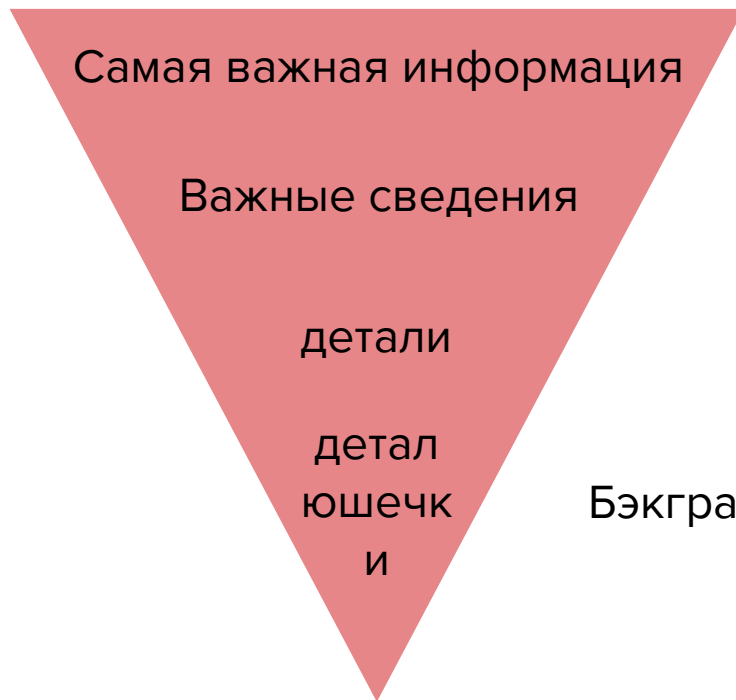 Самая важная информация
Важные сведения
детали
детал
юшечк
и
Бэкгра